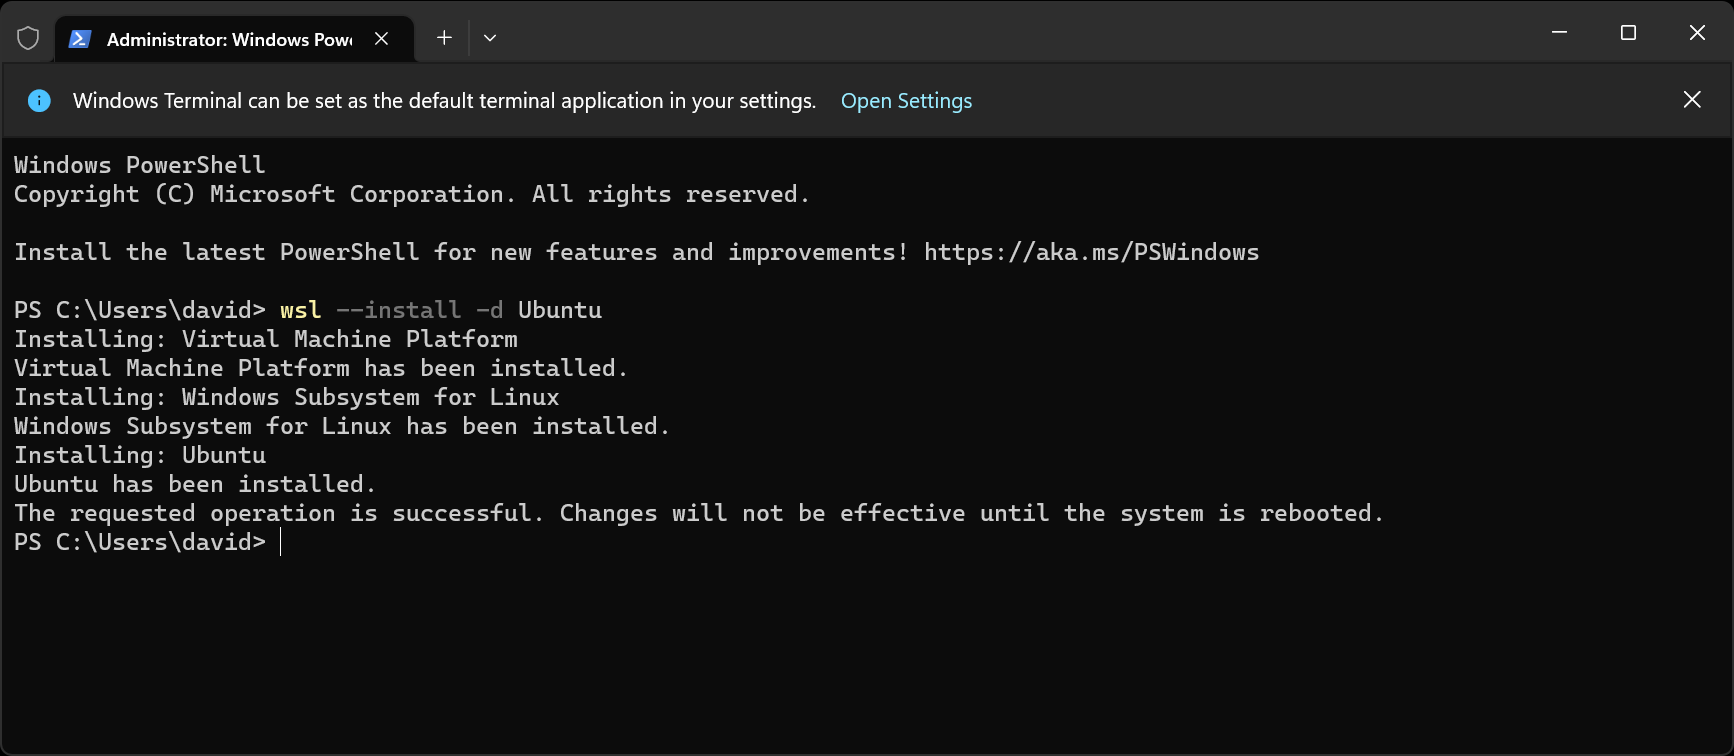 Administrator: Windows Powe
Windows Terminal can be set as the default terminal application in your settings. Open Settings
Windows PowerShell
Copyright (C) Microsoft Corporation. All rights reserved.
Install the latest PowerShell for new features and improvements! https://aka.ms/PSWindows
PS C:\Users\david> wsl --install -d Ubuntu
Installing: Virtual Machine Platform
Virtual Machine Platform has been installed.
Installing: Windows Subsystem for Linux
Windows Subsystem for Linux has been installed.
Installing: Ubuntu
Ubuntu has been installed.
The requested operation is successful. Changes will not be effective until the system is rebooted.
PS C:\Users\david>